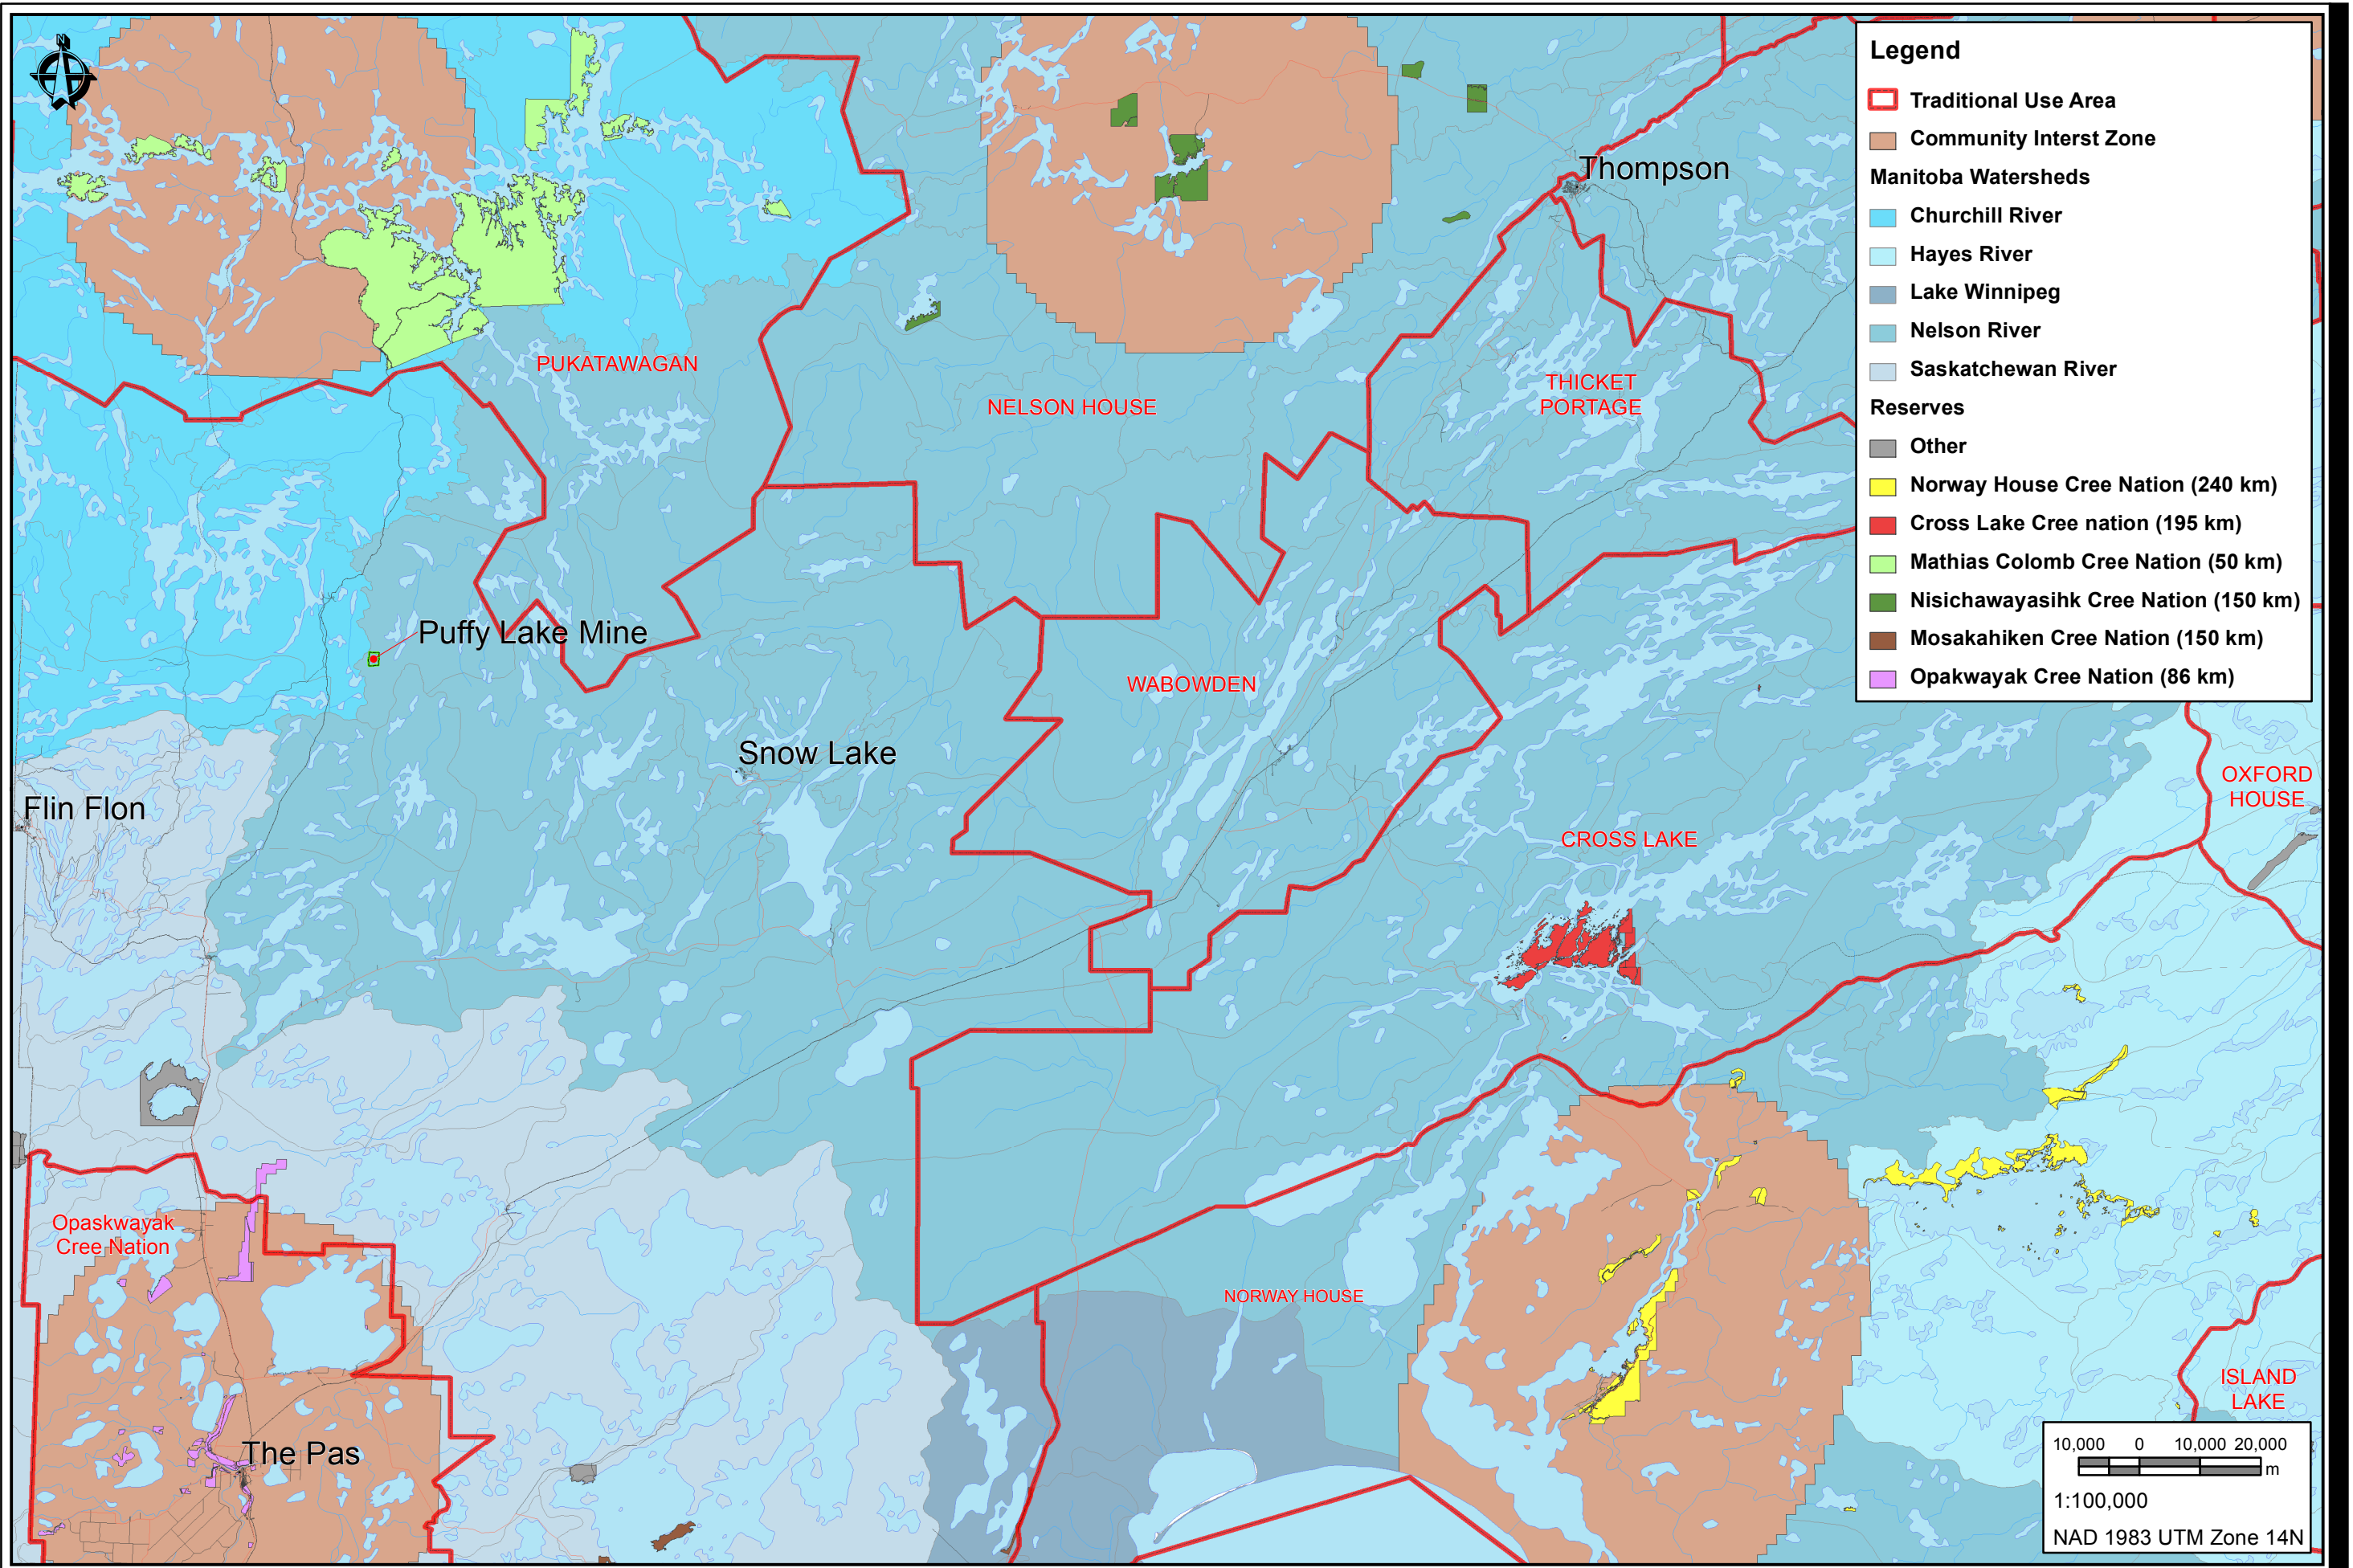 N
Thompson
PUKATAWAGAN
NELSON HOUSE
THICKET
PORTAGE
Puffy Lake Mine
WABOWDEN
Snow Lake
Flin Flon
CROSS LAKE
OXFORD
HOUSE
Opaskwayak
Cree Nation
NORWAY HOUSE
ISLAND
LAKE
The Pas
Legend
Traditional Use Area
Community Interst Zone
Manitoba Watersheds
Churchill River
Hayes River
Lake Winnipeg
Nelson River
Saskatchewan River
Reserves
Other
Norway House Cree Nation (240 km)
Cross Lake Cree nation (195 km)
Mathias Colomb Cree Nation (50 km)
Nisichawayasihk Cree Nation (150 km)
Mosakahiken Cree Nation (150 km)
Opakwayak Cree Nation (86 km)
10,000 0 10,000 20,000
m
1:100,000
NAD 1983 UTM Zone 14N